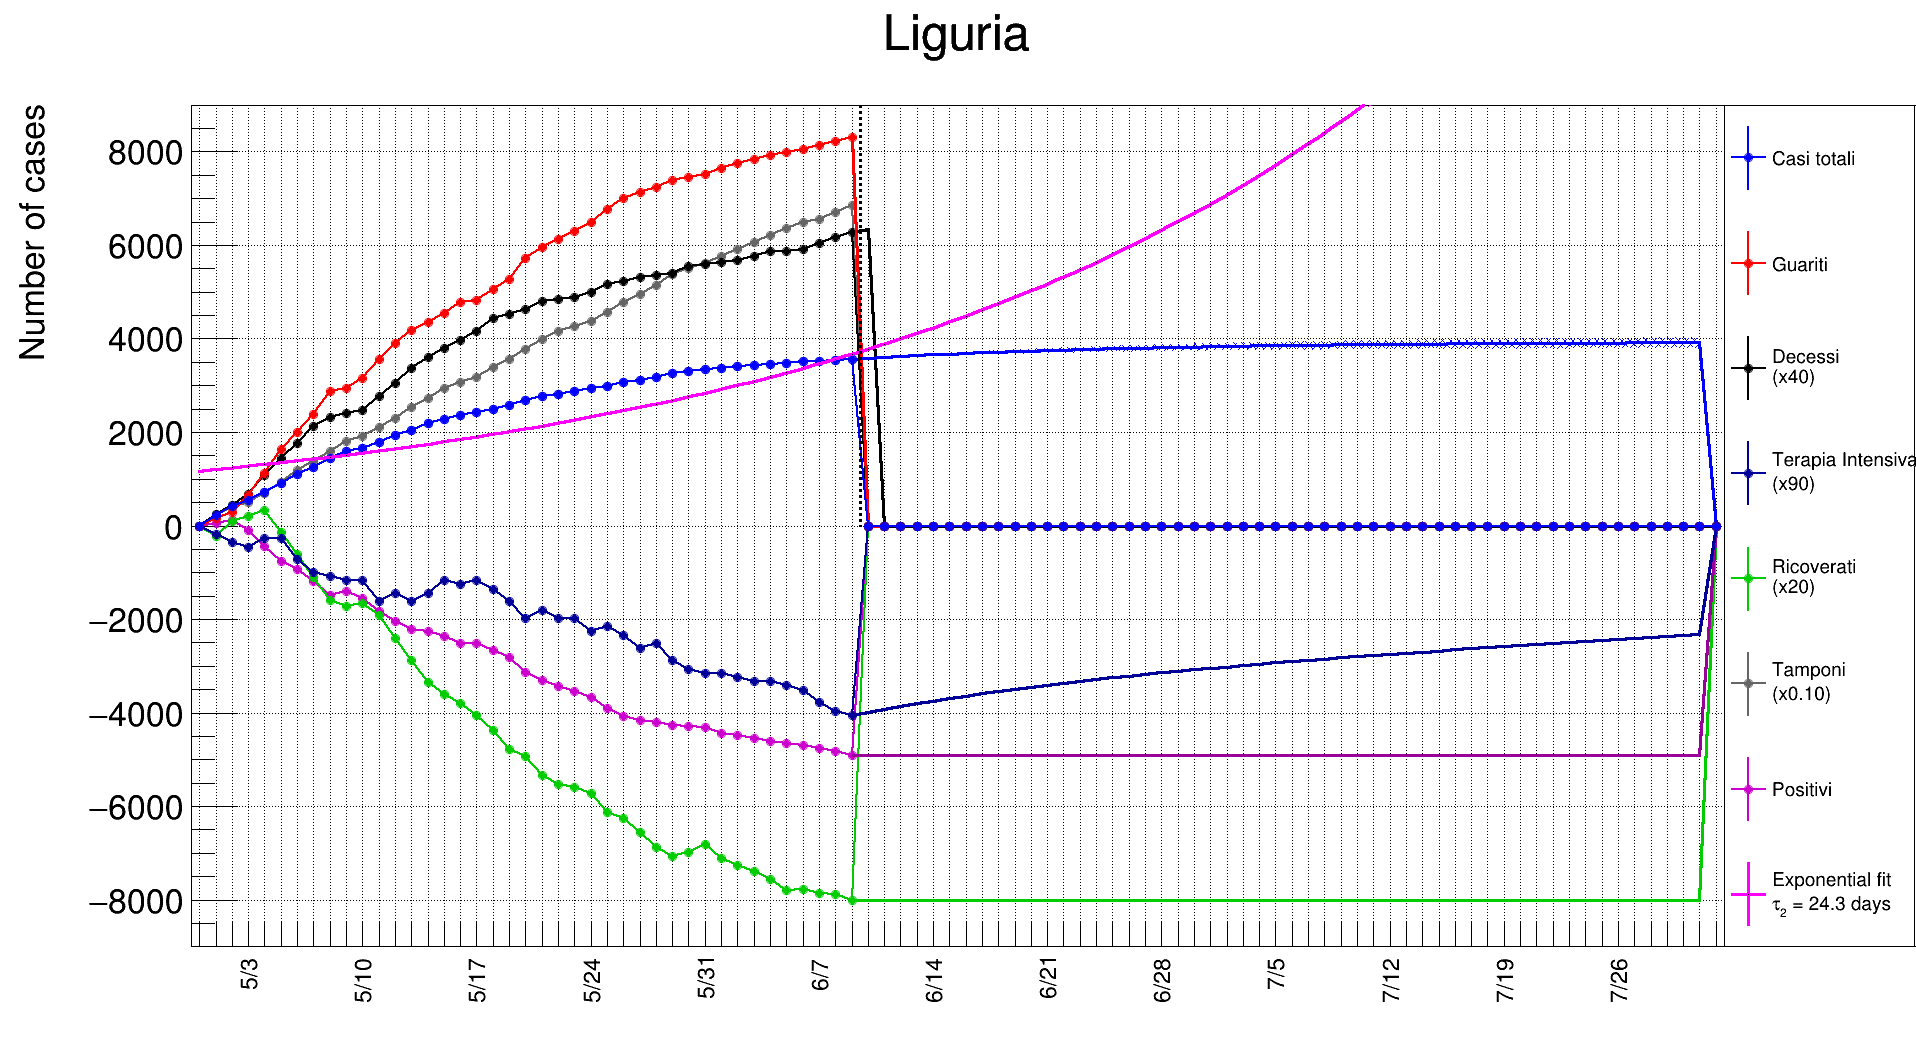 Liguria
Number of cases
8000
6000
4000
2000
0
−2000
−4000
−6000
−8000
5/3
5/10
5/17
5/24
5/31
6/7
6/14
6/21
6/28
7/5
7/12
7/19
7/26
Casi totali
Guariti
Decessi
(x40)
Terapia Intensiva
(x90)
Ricoverati
(x20)
Tamponi
(x0.10)
Positivi
Exponential fit
τ2 = 24.3 days